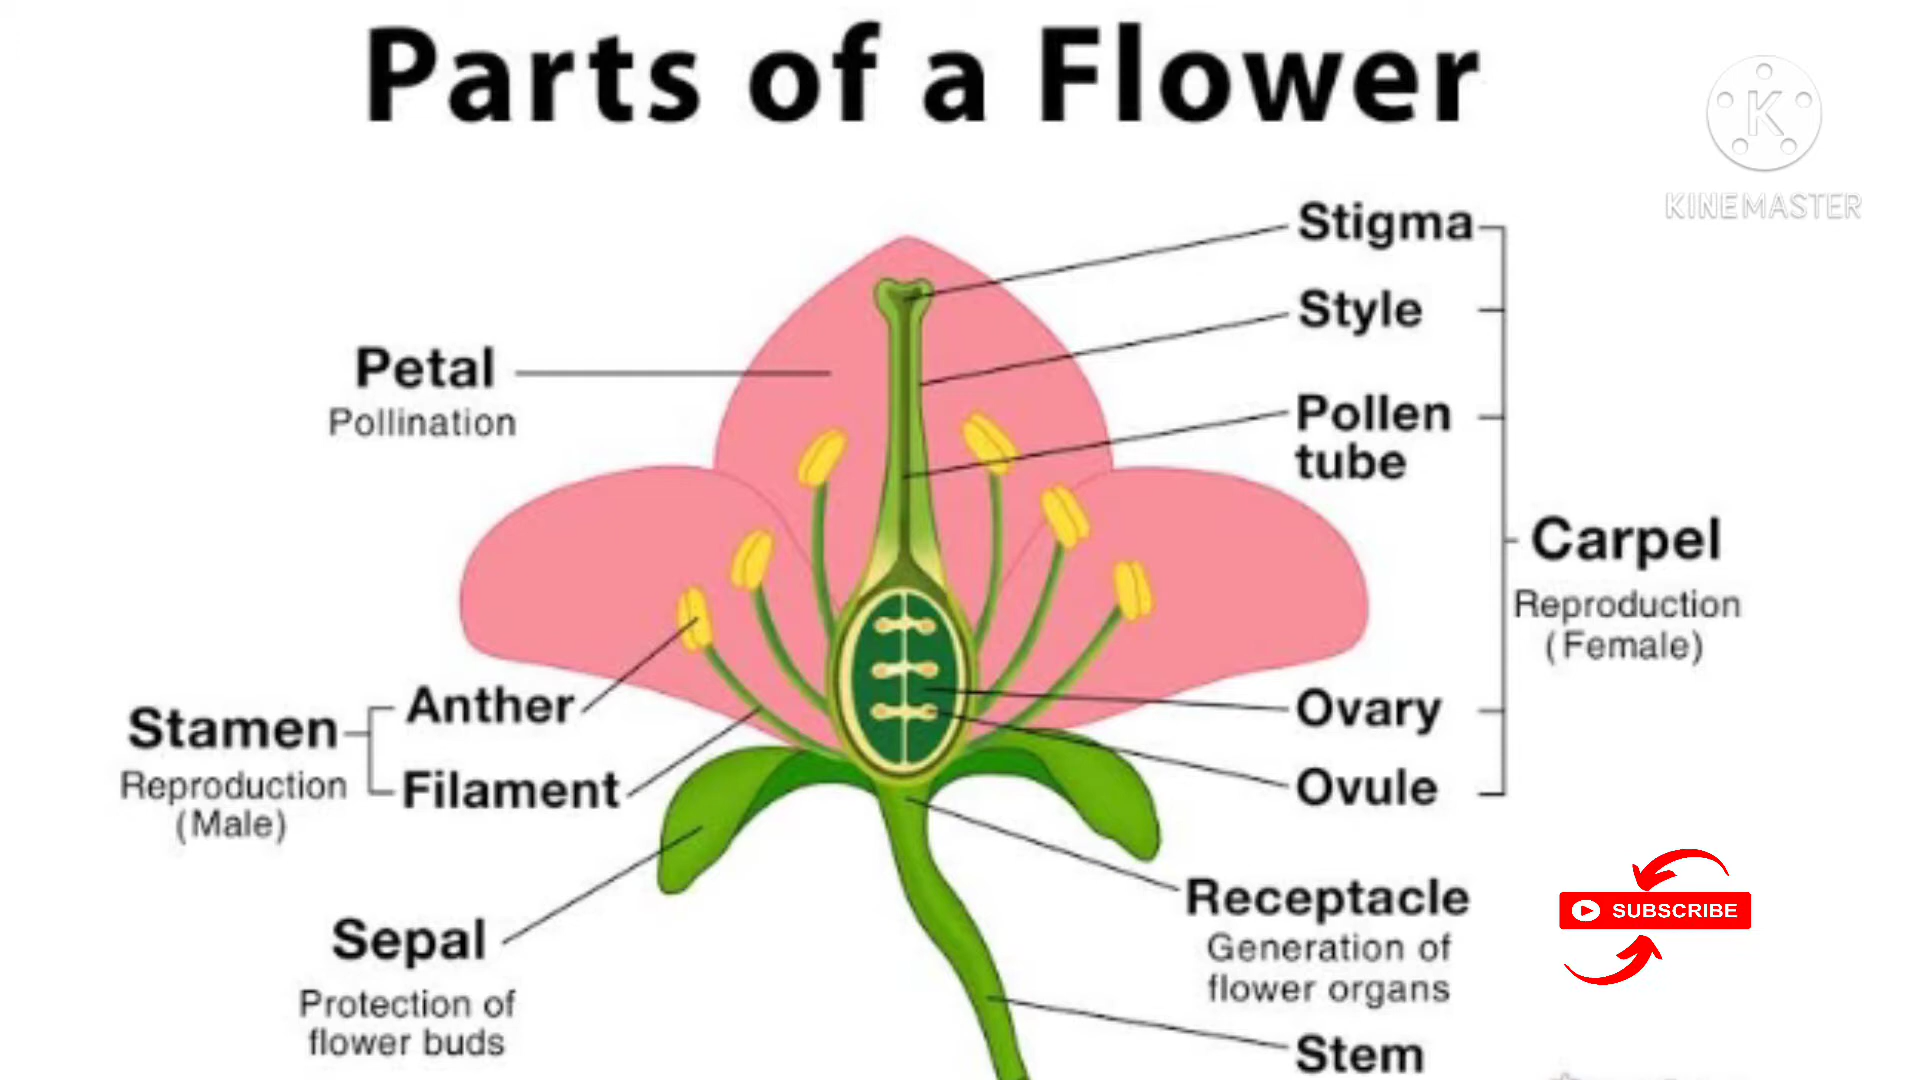 Parts of a Flower
K
KINEMASTER
Stigma
Style
Petal
Pollination
Pollen
tube
Carpel
Reproduction
(Female)
Anther
Stamen
Reproduction
(Male)
Filament
Ovary
Ovule
Sepal
Protection of
flower buds
Receptacle
Generation of
flower organs
SUBSCRIBE
Stem